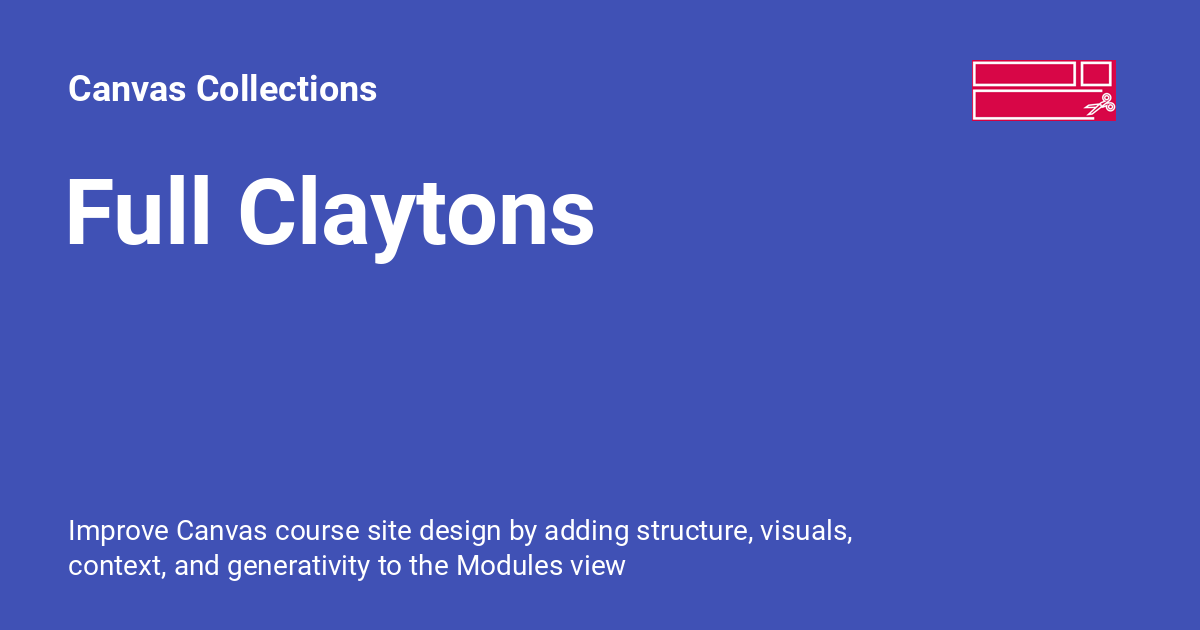 Canvas Collections
Full Claytons
Improve Canvas course site design by adding structure, visuals,
context, and generativity to the Modules view